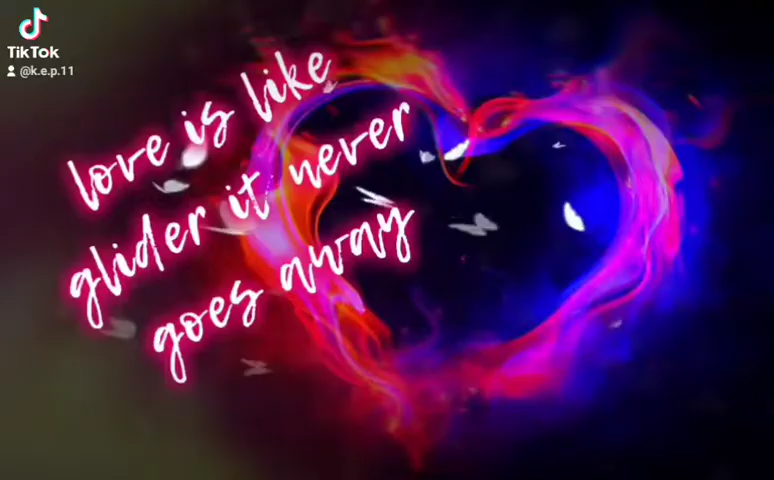 TikTok
@k.e.p.11
love is like
glider it never
goes away